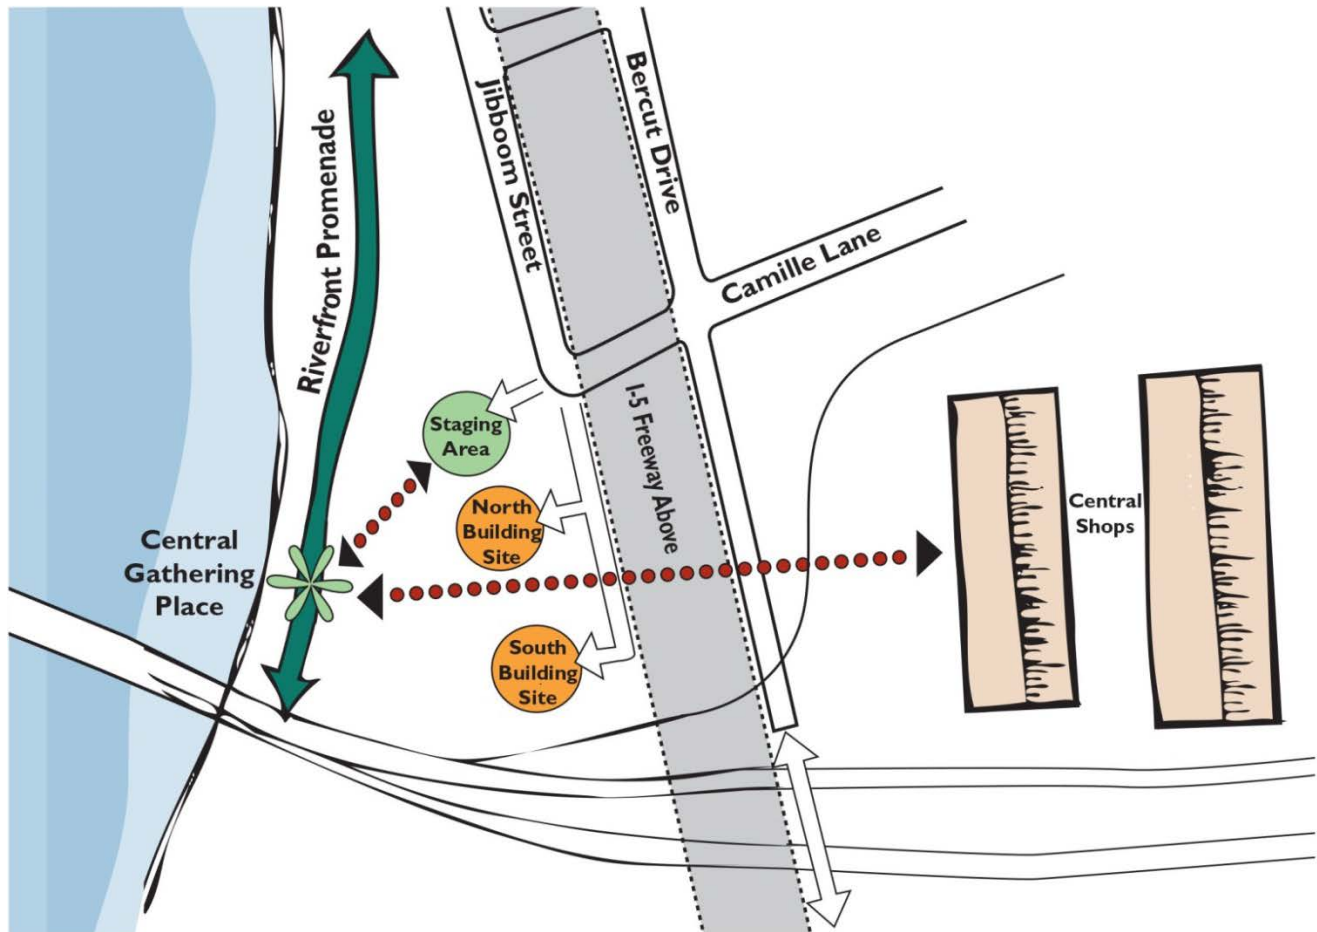 Bercut Drive
Jibboom Street
Riverfront Promenade
Camille Lane
I-5 Freeway Above
Staging
Area
North
Building
Site
Central
Shops
Central
Gathering
Place
South
Building
Site